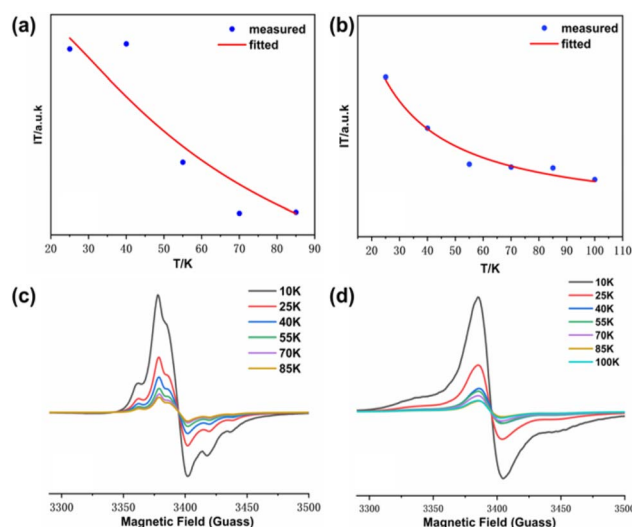 (a)
measured
fitted
IT/a.u.k
20 30 40 50 60 70 80 90
T/K
(b)
measured
fitted
IT/a.u.k
20 30 40 50 60 70 80 90 100 110
T/K
(c)
10K
25K
40K
55K
70K
85K
3300 3350 3400 3450 3500
Magnetic Field (Guass)
(d)
10K
25K
40K
55K
70K
85K
100K
3300 3350 3400 3450 3500
Magnetic Field (Guass)